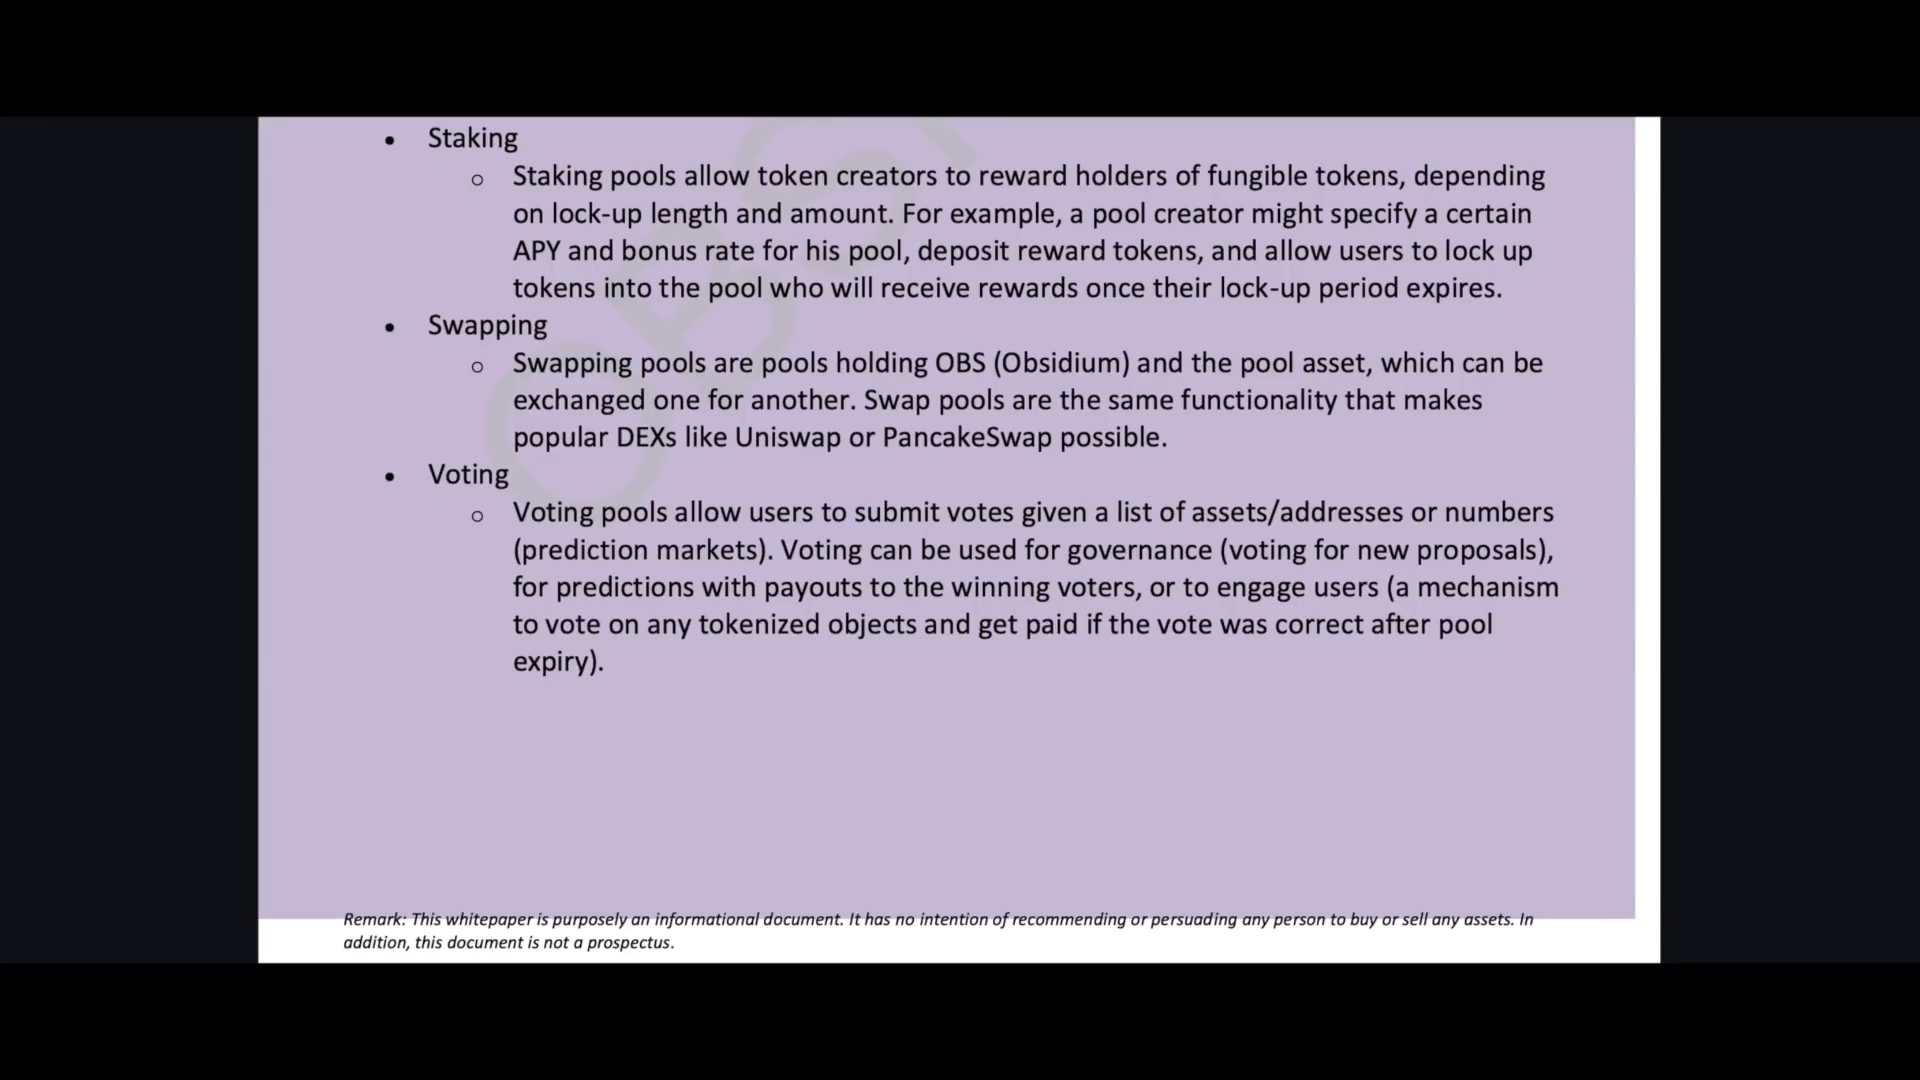 • Staking
o Staking pools allow token creators to reward holders of fungible tokens, depending
on lock-up length and amount. For example, a pool creator might specify a certain
APY and bonus rate for his pool, deposit reward tokens, and allow users to lock up
tokens into the pool who will receive rewards once their lock-up period expires.
• Swapping
o Swapping pools are pools holding OBS (Obsidium) and the pool asset, which can be
exchanged one for another. Swap pools are the same functionality that makes
popular DEXs like Uniswap or PancakeSwap possible.
• Voting
o Voting pools allow users to submit votes given a list of assets/addresses or numbers
(prediction markets). Voting can be used for governance (voting for new proposals),
for predictions with payouts to the winning voters, or to engage users (a mechanism
to vote on any tokenized objects and get paid if the vote was correct after pool
expiry).
Remark: This whitepaper is purposely an informational document. It has no intention of recommending or persuading any person to buy or sell any assets. In
addition, this document is not a prospectus.